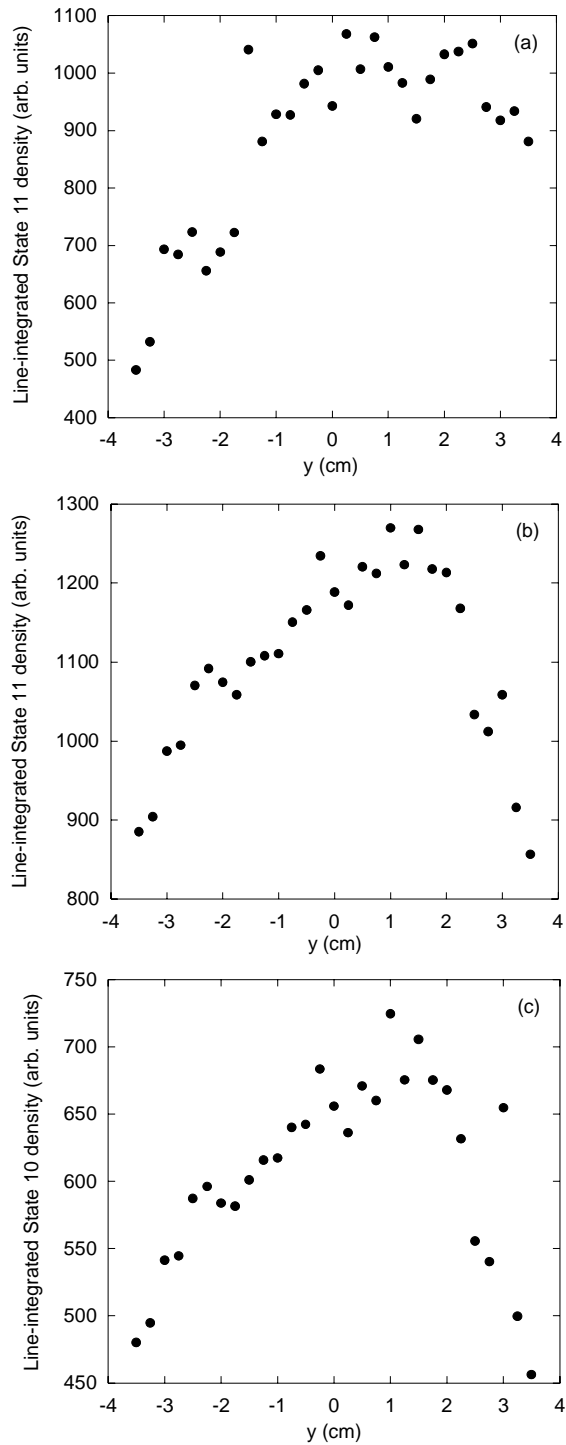 (a)
Line-integrated State 11 density (arb. units)
1100
1000
900
800
700
600
500
400
-4 -3 -2 -1 0 1 2 3 4
y (cm)
(b)
Line-integrated State 11 density (arb. units)
1300
1200
1100
1000
900
800
-4 -3 -2 -1 0 1 2 3 4
y (cm)
(c)
Line-integrated State 10 density (arb. units)
750
700
650
600
550
500
450
-4 -3 -2 -1 0 1 2 3 4
y (cm)